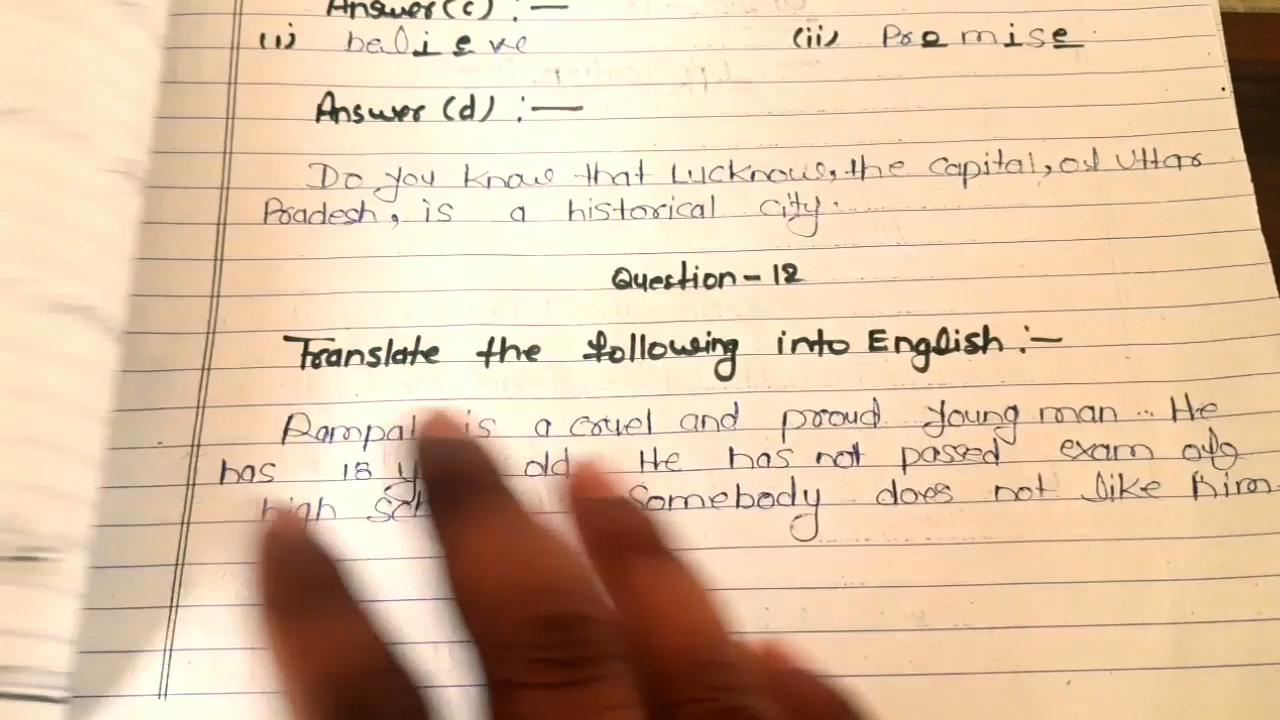 Answer(c) :—
(i) believe (ii) Promise
Answer (d) :—
Do you know that Lucknow, the capital, of Uttar
Pradesh, is a historical city.
Question - 12
Translate the following into English :—
Rampal is a cruel and proud young man. He
has 18 old He has not passed exam of
high Somebody does not like him